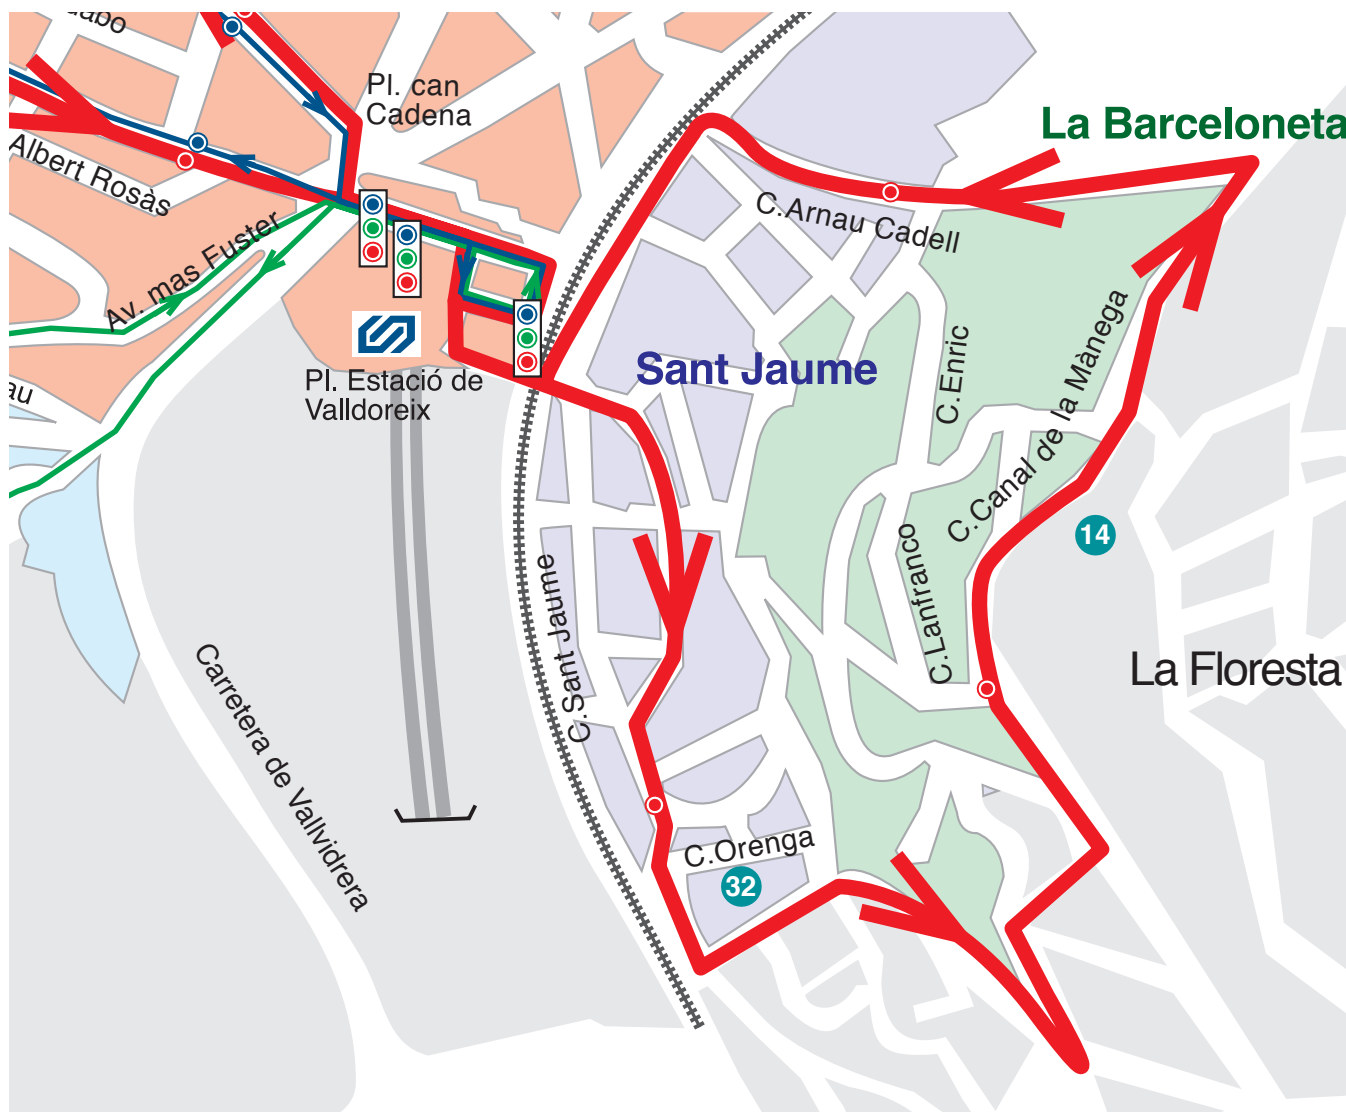 Pl. can
Cadena
La Barceloneta
Albert Rosàs
C.Arnau Cadell
Av. mas Fuster
Sant Jaume
Pl. Estació de
Valldoreix
C.Enric
C.Canal de la Mànega
14
C.Lanfranco
C.Sant Jaume
La Floresta
Carretera de Vallvidrera
C.Orenga
32